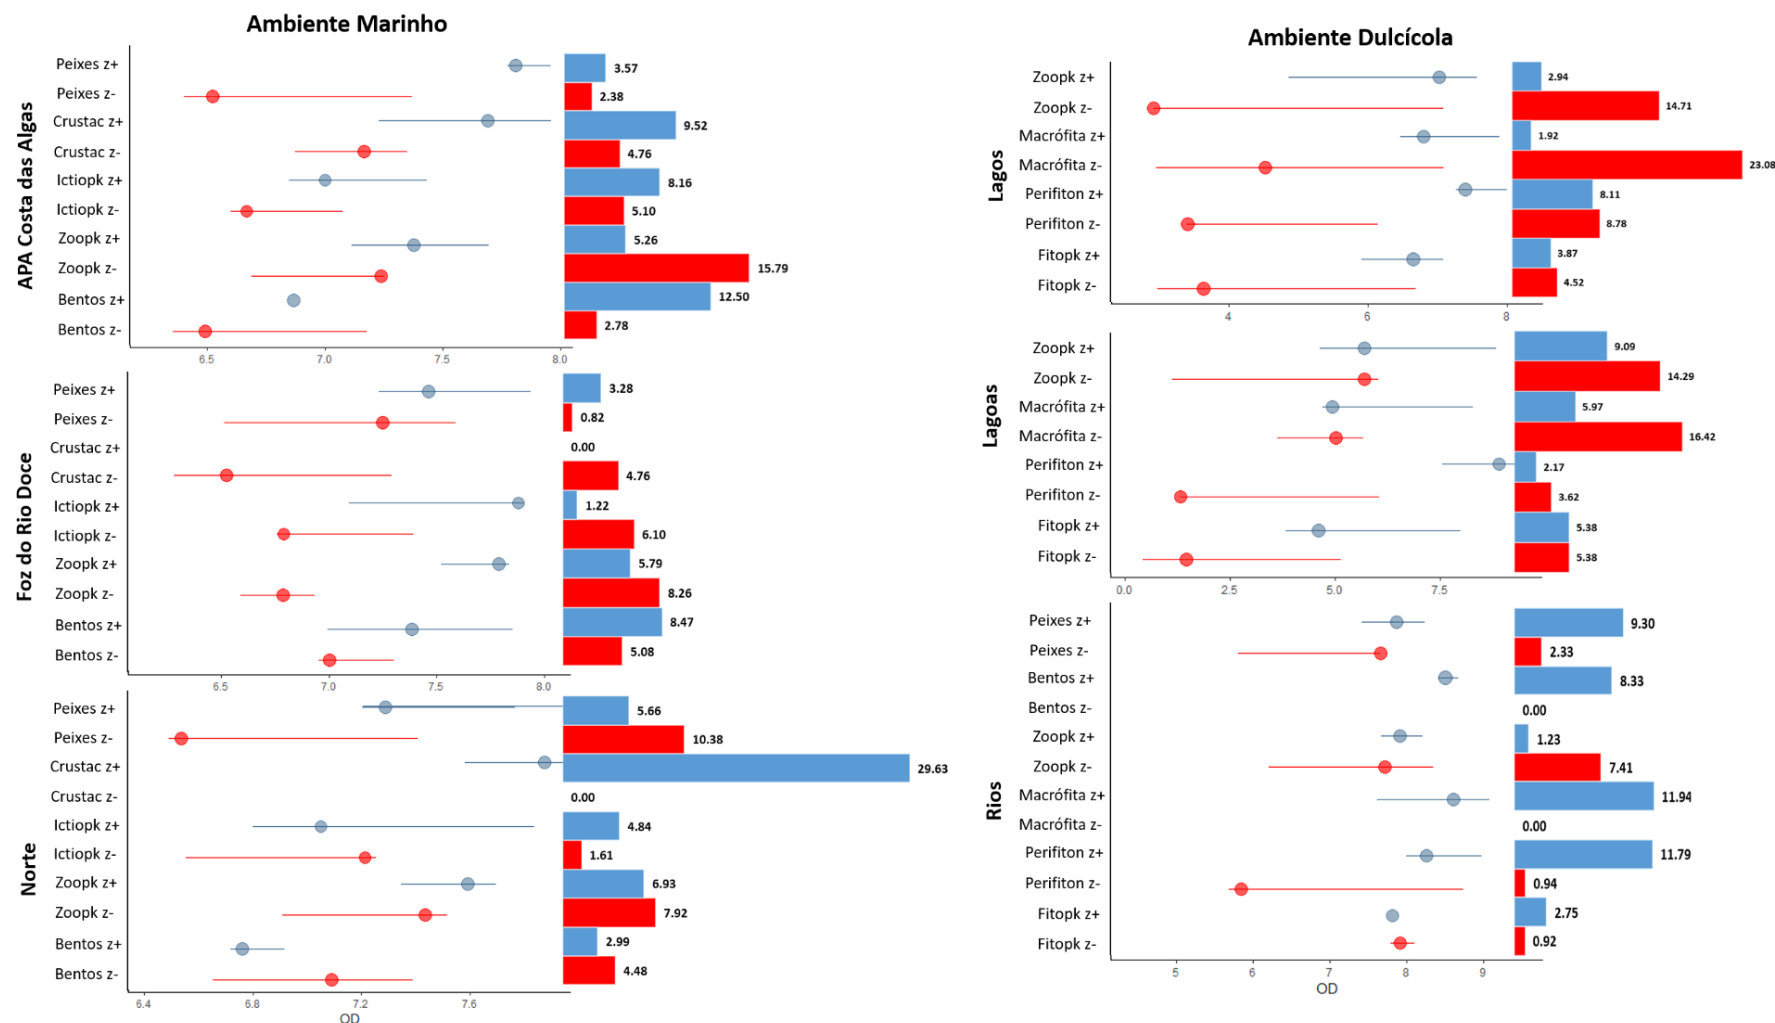 Ambiente Marinho
APA Costa das Algas
Peixes z+ 3.57
Peixes z- 2.38
Crustac z+ 9.52
Crustac z- 4.76
Ictiopk z+ 8.16
Ictiopk z- 5.10
Zoopk z+ 5.26
Zoopk z- 15.79
Bentos z+ 12.50
Bentos z- 2.78
6.5 7.0 7.5 8.0
Foz do Rio Doce
Peixes z+ 3.28
Peixes z- 0.82
Crustac z+ 0.00
Crustac z- 4.76
Ictiopk z+ 1.22
Ictiopk z- 6.10
Zoopk z+ 5.79
Zoopk z- 8.26
Bentos z+ 8.47
Bentos z- 5.08
6.5 7.0 7.5 8.0
Norte
Peixes z+ 5.66
Peixes z- 10.38
Crustac z+ 29.63
Crustac z- 0.00
Ictiopk z+ 4.84
Ictiopk z- 1.61
Zoopk z+ 6.93
Zoopk z- 7.92
Bentos z+ 2.99
Bentos z- 4.48
6.4 6.8 7.2 7.6
OD
Ambiente Dulcícola
Lagos
Zoopk z+ 2.94
Zoopk z- 14.71
Macrófita z+ 1.92
Macrófita z- 23.08
Perifiton z+ 8.11
Perifiton z- 8.78
Fitopk z+ 3.87
Fitopk z- 4.52
4 6 8
Lagoas
Zoopk z+ 9.09
Zoopk z- 14.29
Macrófita z+ 5.97
Macrófita z- 16.42
Perifiton z+ 2.17
Perifiton z- 3.62
Fitopk z+ 5.38
Fitopk z- 5.38
0.0 2.5 5.0 7.5
Rios
Peixes z+ 9.30
Peixes z- 2.33
Bentos z+ 8.33
Bentos z- 0.00
Zoopk z+ 1.23
Zoopk z- 7.41
Macrófita z+ 11.94
Macrófita z- 0.00
Perifiton z+ 11.79
Perifiton z- 0.94
Fitopk z+ 2.75
Fitopk z- 0.92
5 6 7 8 9
OD